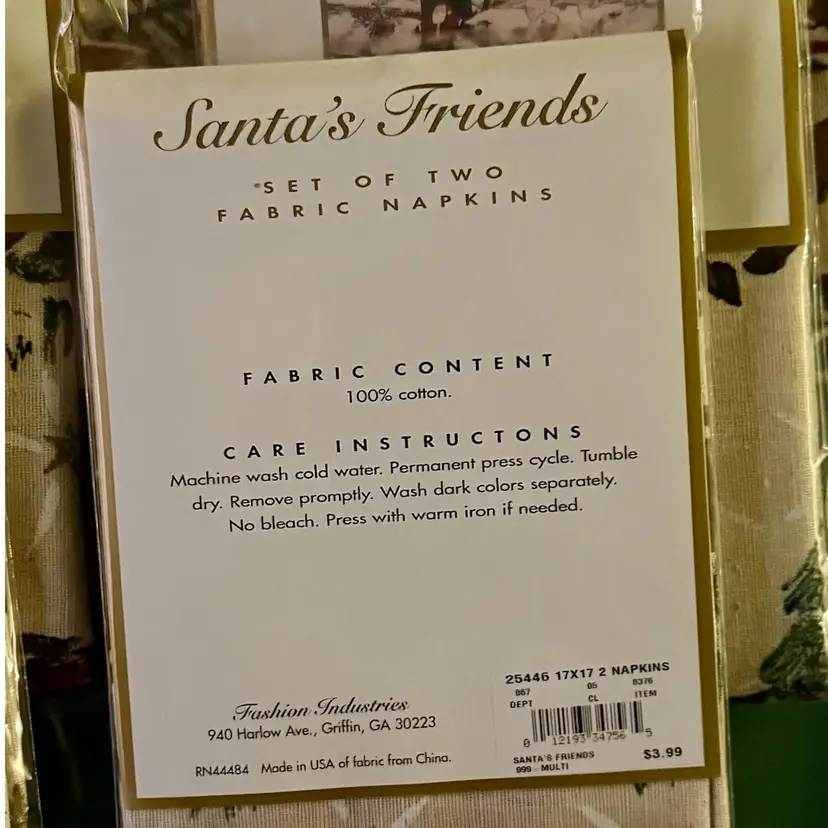 Santa's Friends
SET OF TWO
FABRIC NAPKINS
FABRIC CONTENT
100% cotton.
CARE INSTRUCTONS
Machine wash cold water. Permanent press cycle. Tumble
dry. Remove promptly. Wash dark colors separately.
No bleach. Press with warm iron if needed.
Fashion Industries
940 Harlow Ave., Griffin, GA 30223
RN44484 Made in USA of fabric from China.
25446 17X17 2 NAPKINS
067 05 0376
DEPT CL ITEM
0 12193 34756 5
SANTA'S FRIENDS $3.99
999 - MULTI